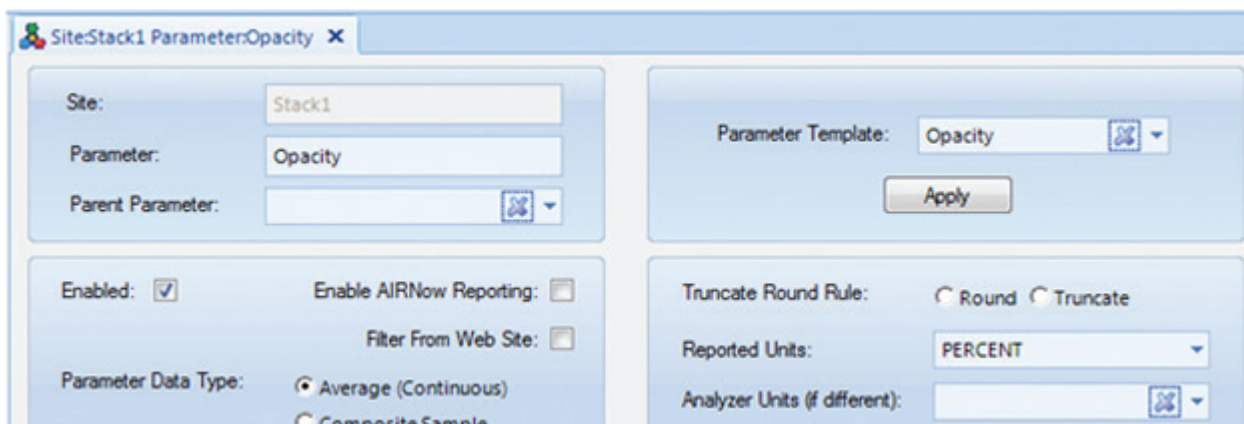 Site:Stack1 Parameter:Opacity
Site: Stack1
Parameter: Opacity
Parent Parameter:
Parameter Template: Opacity
Apply
Enabled: Enable AIRNow Reporting:
Filter From Web Site:
Parameter Data Type: Average (Continuous)
Composite Sample
Truncate Round Rule: Round Truncate
Reported Units: PERCENT
Analyzer Units (if different):